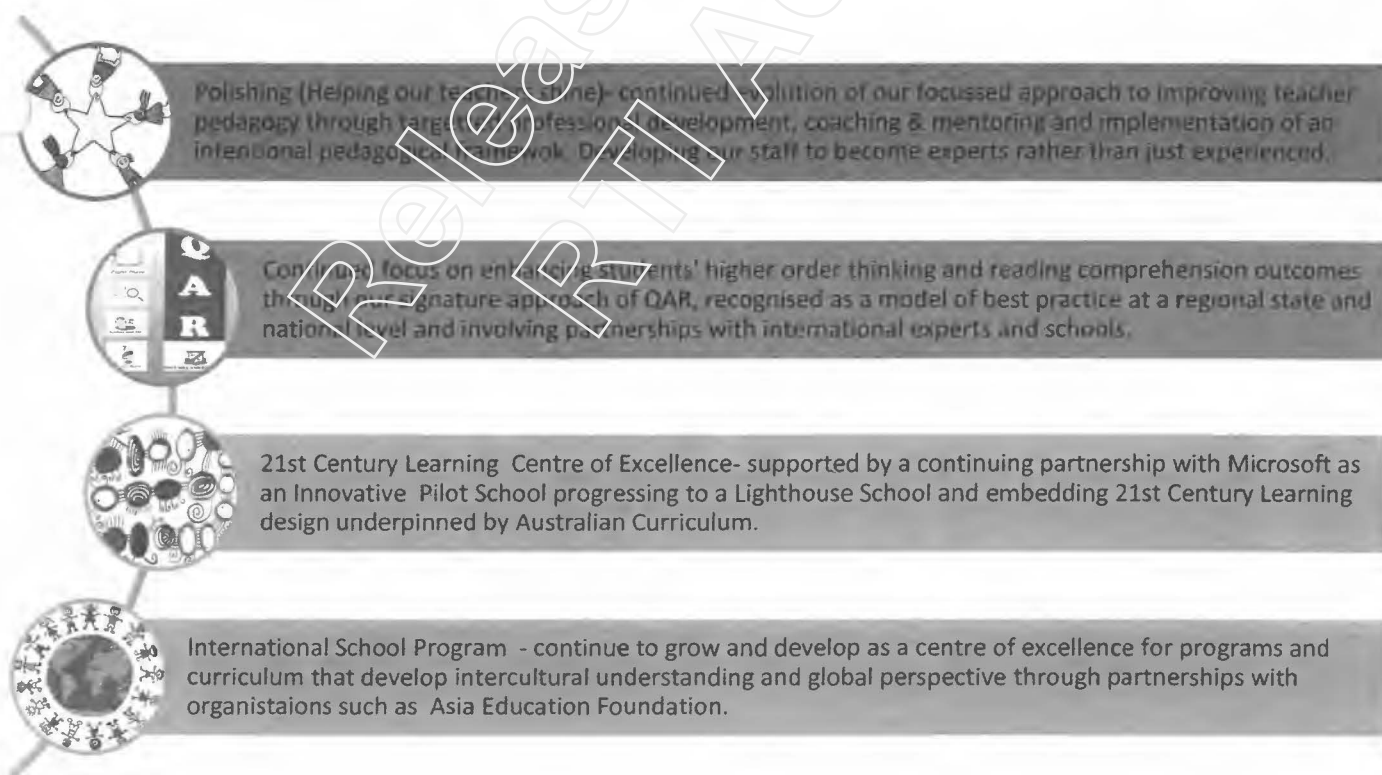 Releas
RTI A
Polishing (Helping our teachers shine)- continued evolution of our focussed approach to improving teacher
pedagogy through targeted professional development, coaching & mentoring and implementation of an
intentional pedagogical framewok. Developing our staff to become experts rather than just experienced.
Q
A
R
Continued focus on enhancing students' higher order thinking and reading comprehension outcomes
through our signature approach of QAR, recognised as a model of best practice at a regional state and
national level and involving partnerships with international experts and schools.
21st Century Learning Centre of Excellence- supported by a continuing partnership with Microsoft as
an Innovative Pilot School progressing to a Lighthouse School and embedding 21st Century Learning
design underpinned by Australian Curriculum.
International School Program - continue to grow and develop as a centre of excellence for programs and
curriculum that develop intercultural understanding and global perspective through partnerships with
organistaions such as Asia Education Foundation.